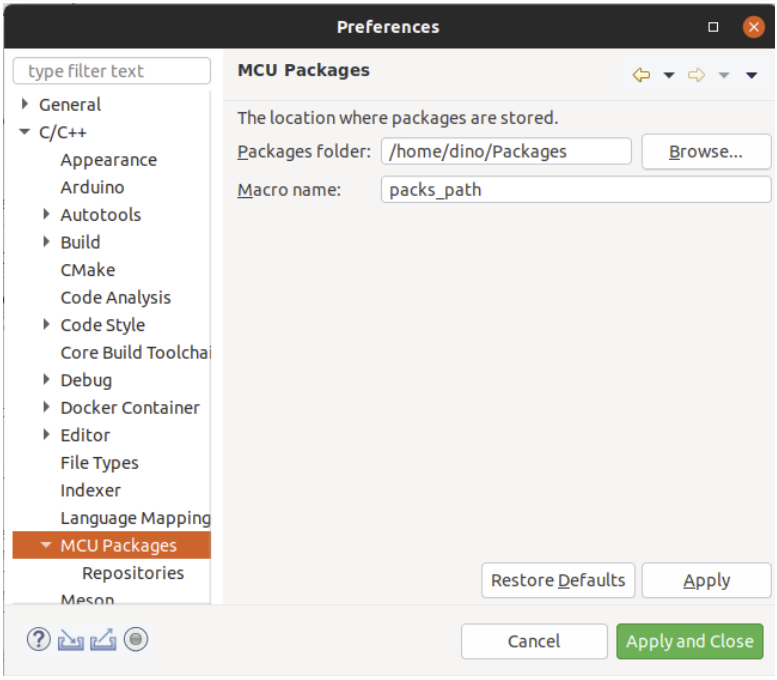 Preferences
type filter text
General
C/C++
Appearance
Arduino
Autotools
Build
CMake
Code Analysis
Code Style
Core Build Toolchai
Debug
Docker Container
Editor
File Types
Indexer
Language Mapping
MCU Packages
Repositories
Meson
MCU Packages
The location where packages are stored.
Packages folder: /home/dino/Packages Browse...
Macro name: packs_path
Restore Defaults Apply
Cancel Apply and Close